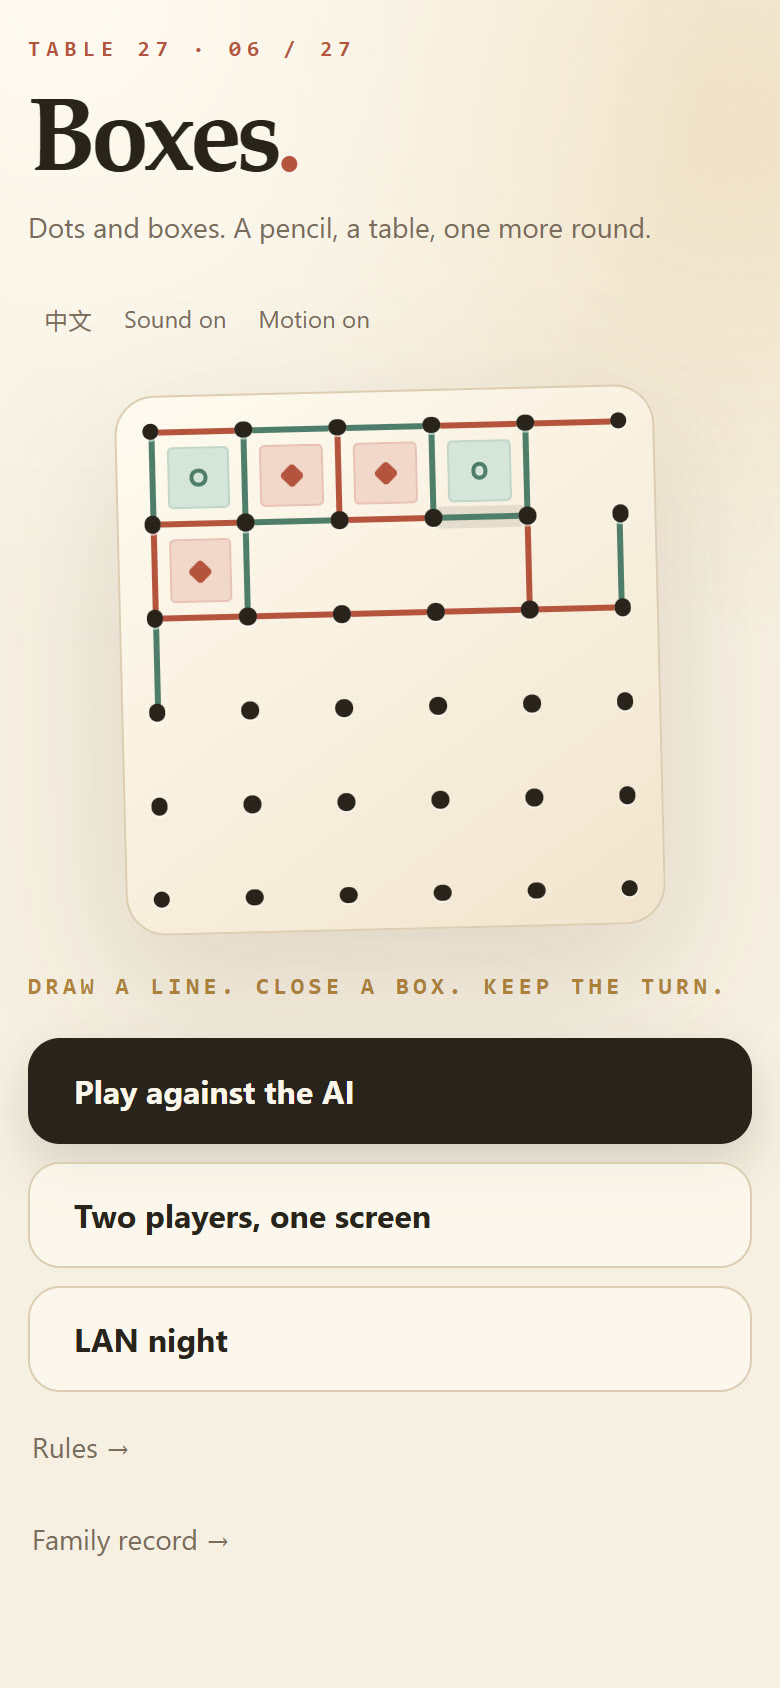 TABLE 27 · 06 / 27
Boxes.
Dots and boxes. A pencil, a table, one more round.
中文 Sound on Motion on
DRAW A LINE. CLOSE A BOX. KEEP THE TURN.
Play against the AI
Two players, one screen
LAN night
Rules →
Family record →